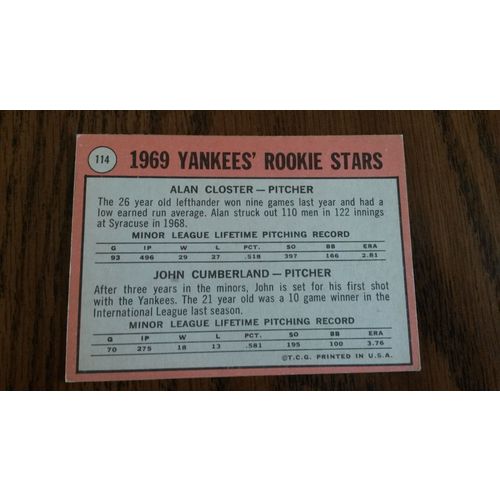 114
1969 YANKEES' ROOKIE STARS
ALAN CLOSTER — PITCHER
The 26 year old lefthander won nine games last year and had a
low earned run average. Alan struck out 110 men in 122 innings
at Syracuse in 1968.
MINOR LEAGUE LIFETIME PITCHING RECORD
G IP W L PCT. SO BB ERA
93 496 29 27 .518 397 166 2.81
JOHN CUMBERLAND — PITCHER
After three years in the minors, John is set for his first shot
with the Yankees. The 21 year old was a 10 game winner in the
International League last season.
MINOR LEAGUE LIFETIME PITCHING RECORD
G IP W L PCT. SO BB ERA
70 275 18 13 .581 195 100 3.76
©T.C.G. PRINTED IN U.S.A.